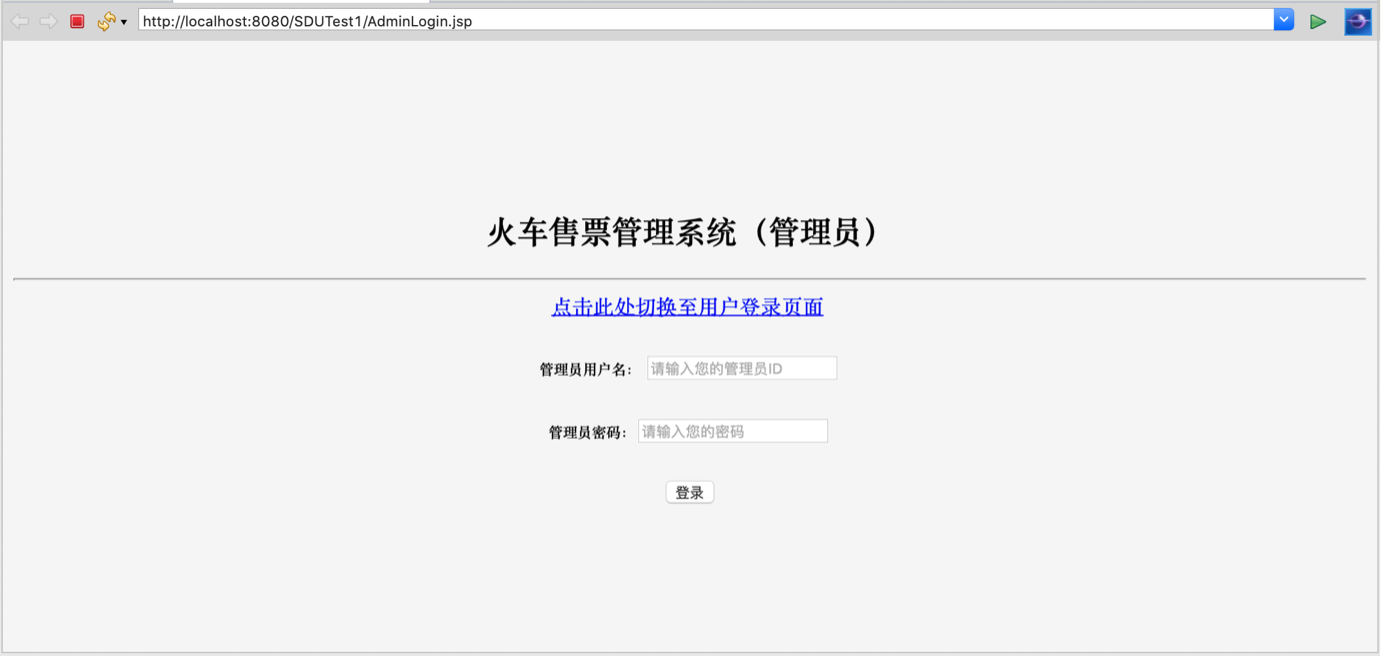 http://localhost:8080/SDUTest1/AdminLogin.jsp
火车售票管理系统（管理员）
点击此处切换至用户登录页面
管理员用户名： 请输入您的管理员ID
管理员密码： 请输入您的密码
登录